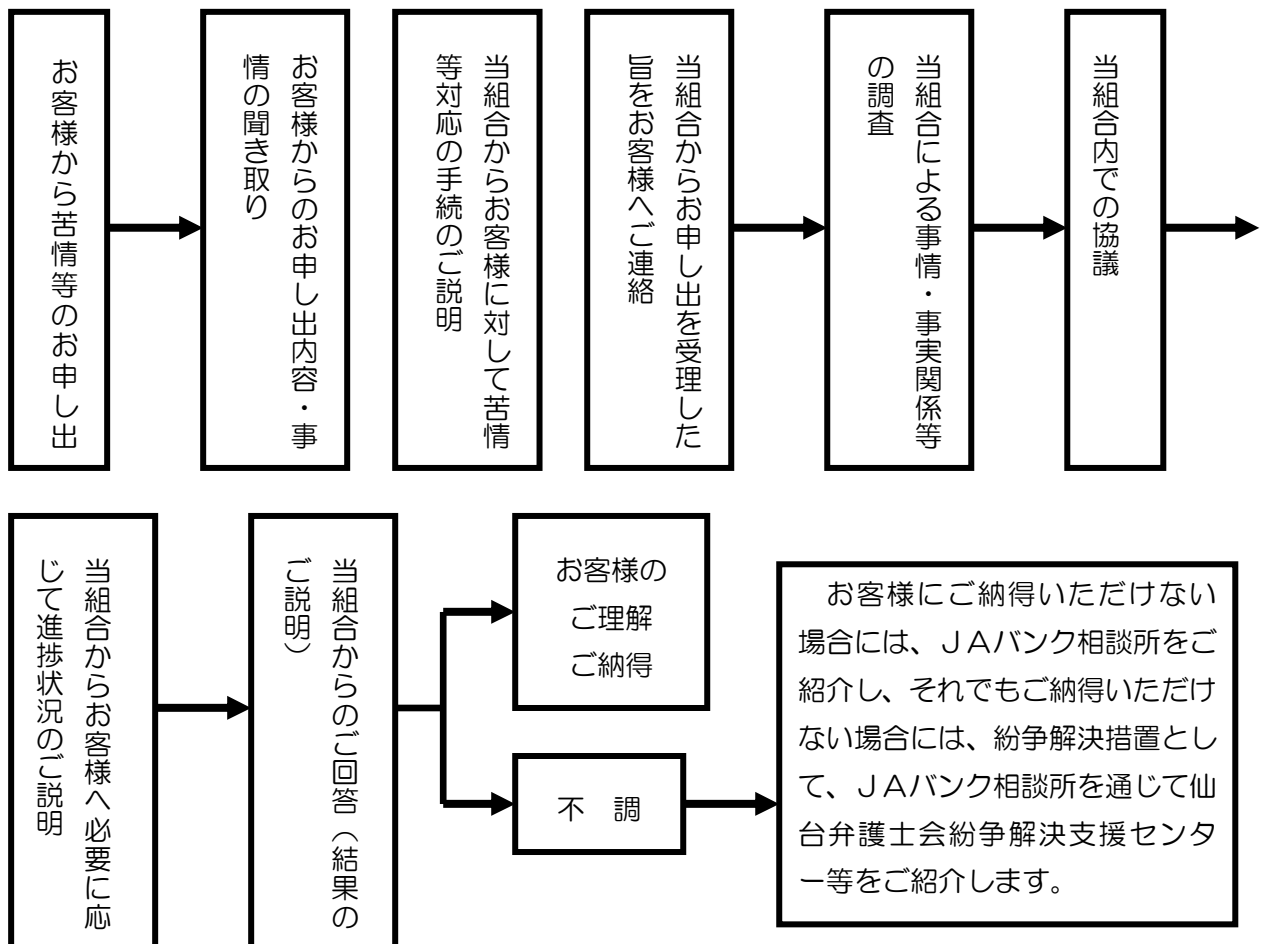 お客様から苦情等のお申し出
お客様からのお申し出内容・事
情の聞き取り
当組合からお客様に対して苦情
等対応の手続のご説明
当組合からお申し出を受理した
旨をお客様へご連絡
当組合による事情・事実関係等
の調査
当組合内での協議
当組合からお客様へ必要に応
じて進捗状況のご説明
当組合からのご回答（結果の
ご説明）
お客様の
ご理解
ご納得
不　調
　お客様にご納得いただけない
場合には、ＪＡバンク相談所をご
紹介し、それでもご納得いただけ
ない場合には、紛争解決措置とし
て、ＪＡバンク相談所を通じて仙
台弁護士会紛争解決支援センタ
ー等をご紹介します。